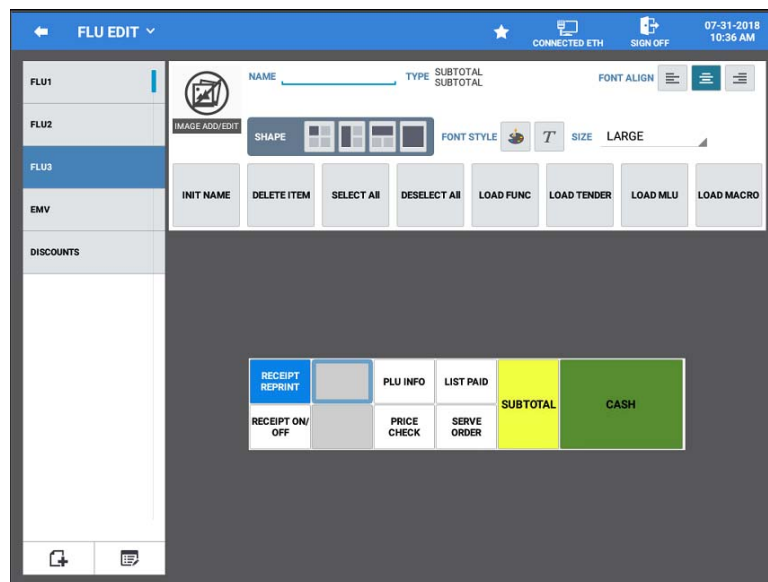 FLU EDIT
CONNECTED ETH
SIGN OFF
07-31-2018
10:36 AM
FLU1
FLU2
FLU3
EMV
DISCOUNTS
IMAGE ADD/EDIT
NAME
TYPE
SUBTOTAL
SUBTOTAL
FONT ALIGN
SHAPE
FONT STYLE
T
SIZE
LARGE
INIT NAME
DELETE ITEM
SELECT All
DESELECT All
LOAD FUNC
LOAD TENDER
LOAD MLU
LOAD MACRO
RECEIPT
REPRINT
PLU INFO
LIST PAID
SUBTOTAL
CASH
RECEIPT ON/
OFF
PRICE
CHECK
SERVE
ORDER